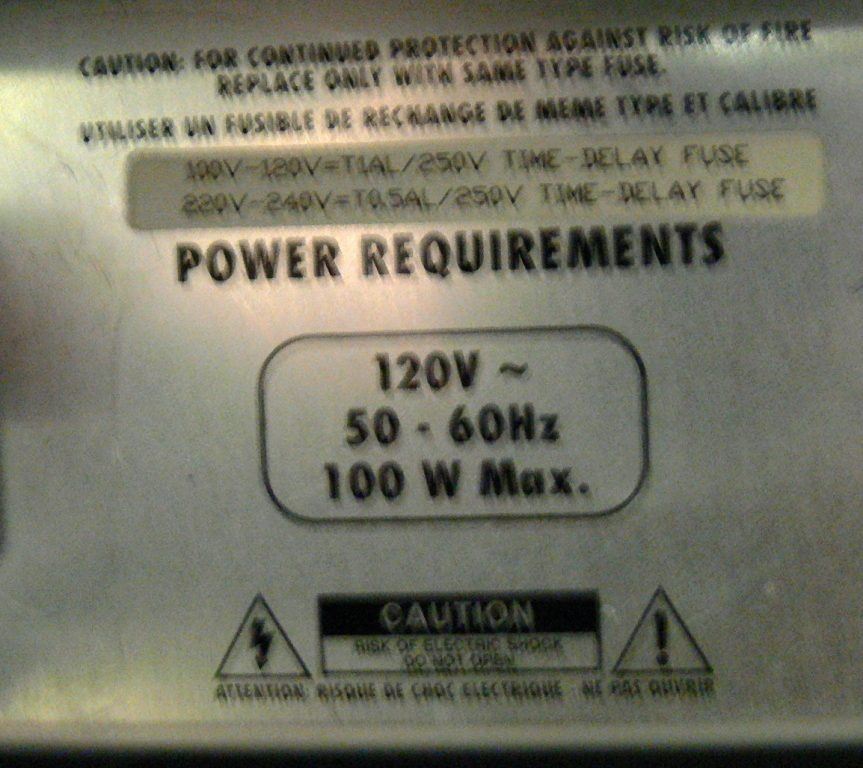 CAUTION: FOR CONTINUED PROTECTION AGAINST RISK OF FIRE
REPLACE ONLY WITH SAME TYPE FUSE.
UTILISER UN FUSIBLE DE RECHANGE DE MEME TYPE ET CALIBRE
100V-120V=T1AL/250V TIME-DELAY FUSE
220V-240V=T0.5AL/250V TIME-DELAY FUSE
POWER REQUIREMENTS
120V ~
50 - 60Hz
100 W Max.
CAUTION
RISK OF ELECTRIC SHOCK
DO NOT OPEN
ATTENTION: RISQUE DE CHOC ELECTRIQUE - NE PAS OUVRIR